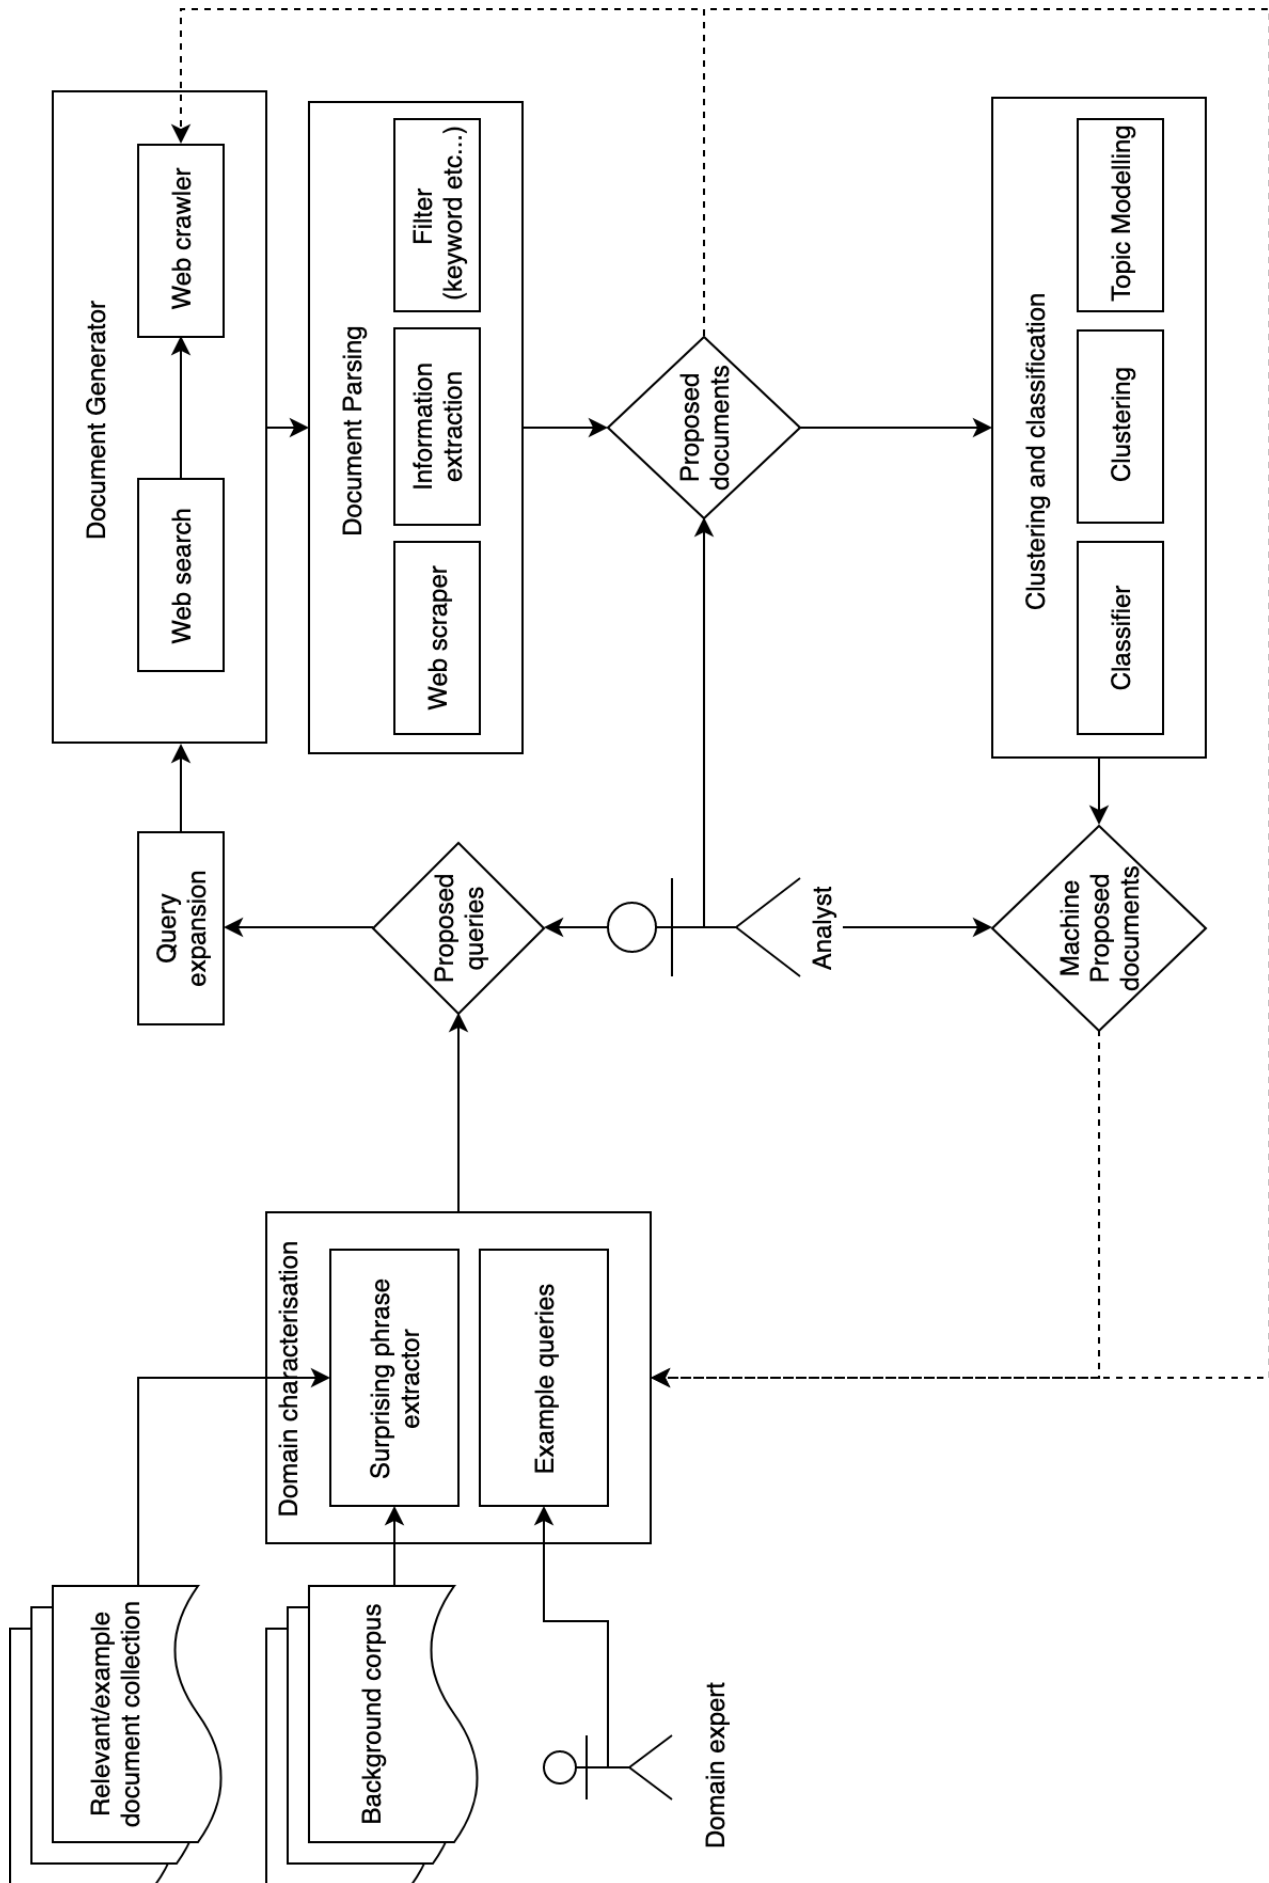 Relevant/example
document collection
Background corpus
Domain expert
Domain characterisation
Surprising phrase
extractor
Example queries
Query
expansion
Proposed
queries
Analyst
Machine
Proposed
documents
Document Generator
Web search
Web crawler
Document Parsing
Web scraper
Information
extraction
Filter
(keyword etc...)
Proposed
documents
Clustering and classification
Classifier
Clustering
Topic Modelling